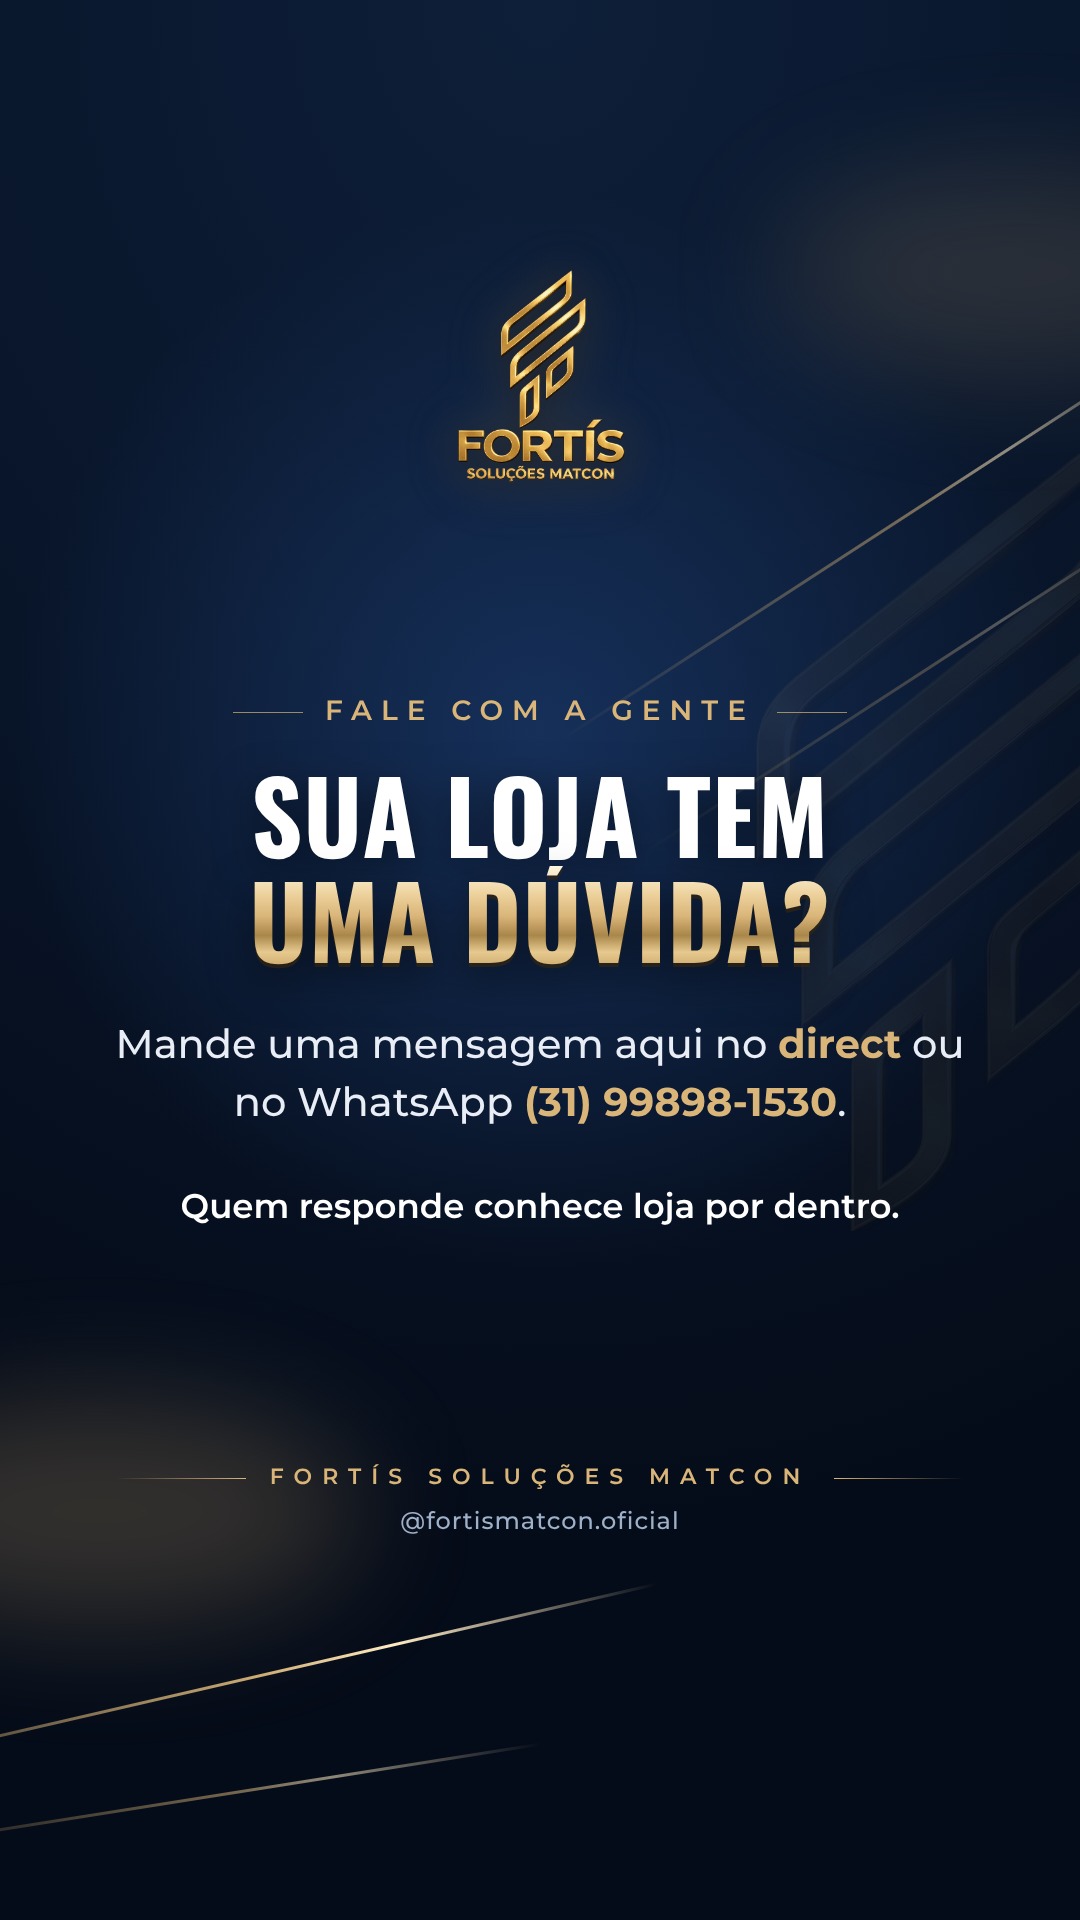 FORTÍS
SOLUÇÕES MATCON
FALE COM A GENTE
SUA LOJA TEM
UMA DÚVIDA?
Mande uma mensagem aqui no direct ou
no WhatsApp (31) 99898-1530.
Quem responde conhece loja por dentro.
FORTÍS SOLUÇÕES MATCON
@fortismatcon.oficial